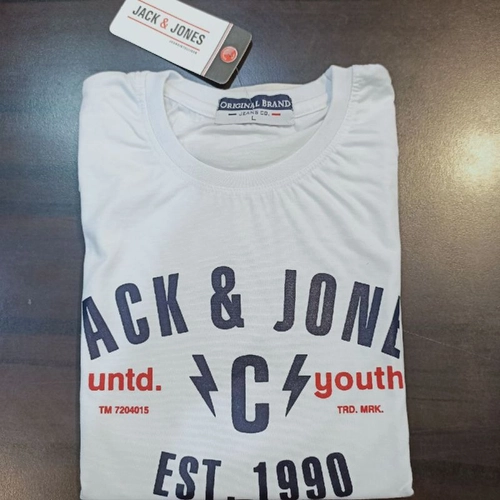 JACK & JONES
ORIGINAL BRAND
JEANS CO.
L
ACK & JONE
untd. C youth
TM 7204015 TRD. MRK.
EST. 1990